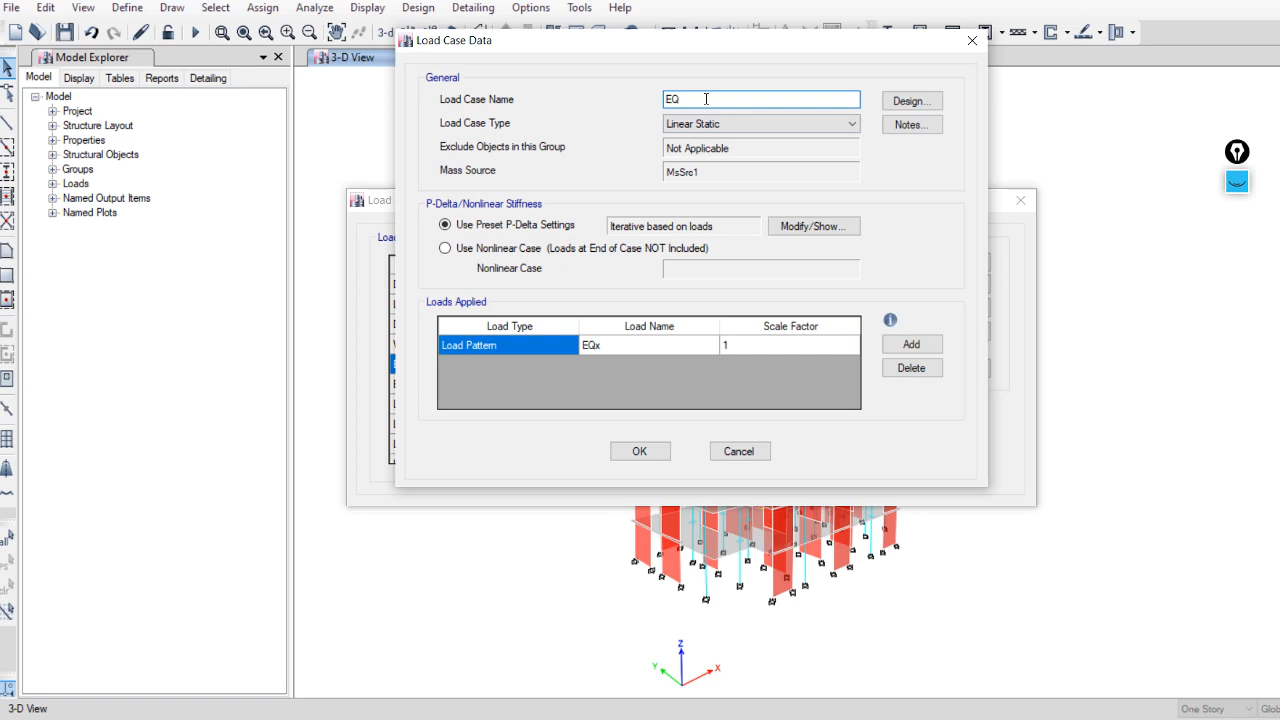 File Edit View Define Draw Select Assign Analyze Display Design Detailing Options Tools Help
3-d
Model Explorer
3-D View
Model Display Tables Reports Detailing
Model
Project
Structure Layout
Properties
Structural Objects
Groups
Loads
Named Output Items
Named Plots
Load
Load Case Data
General
Load Case Name EQ Design...
Load Case Type Linear Static Notes...
Exclude Objects in this Group Not Applicable
Mass Source MsSrc1
P-Delta/Nonlinear Stiffness
Use Preset P-Delta Settings Iterative based on loads Modify/Show...
Use Nonlinear Case (Loads at End of Case NOT Included)
Nonlinear Case
Loads Applied
Load Type Load Name Scale Factor
Load Pattern EQx 1
Add
Delete
OK Cancel
Z
Y X
3-D View One Story